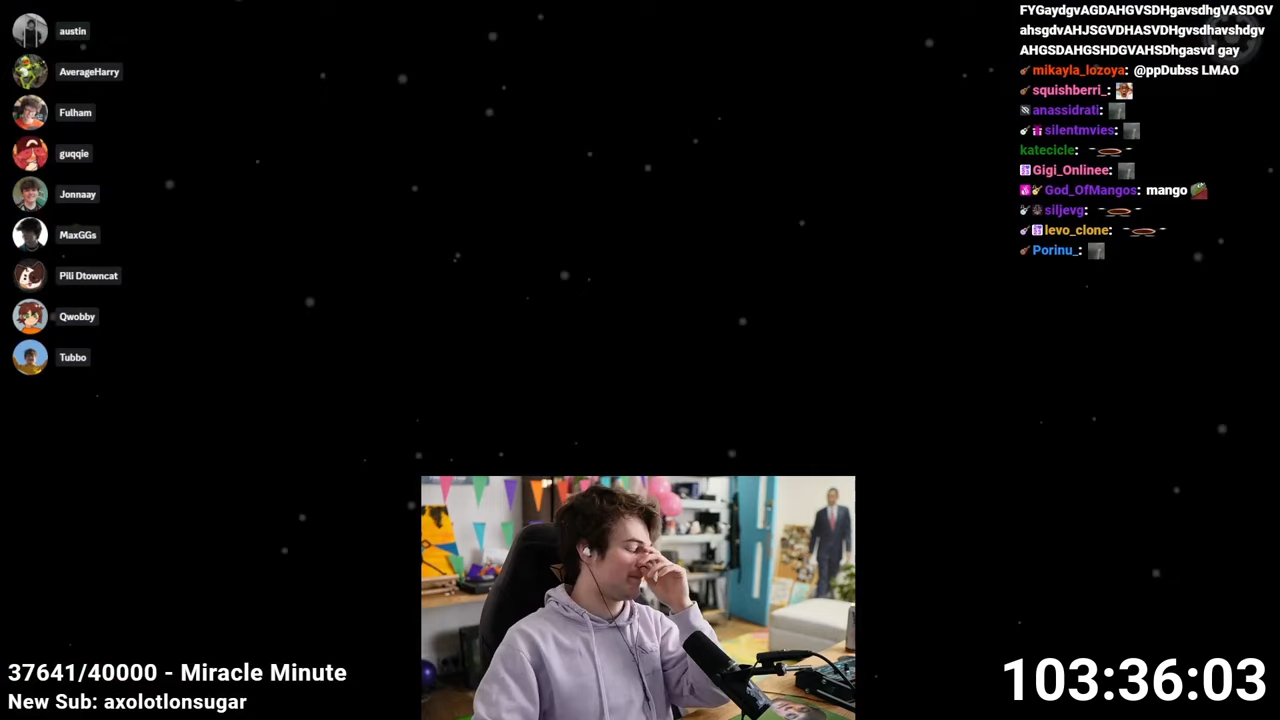 austin
AverageHarry
Fulham
guqqie
Jonnaay
MaxGGs
Pili Dtowncat
Qwobby
Tubbo
FYGaydgvAGDAHGVSDHgavsdhgVASDGV
ahsgdvAHJSGVDHASVDHgvsdhavshdgv
AHGSDAHGSHDGVAHSDhgasvd gay
mikayla_lozoya: @ppDubss LMAO
squishberri_:
anassidrati:
silentmvies:
katecicle:
Gigi_Onlinee:
God_OfMangos: mango
siljevg:
levo_clone:
Porinu_:
37641/40000 - Miracle Minute
New Sub: axolotlonsugar
103:36:03